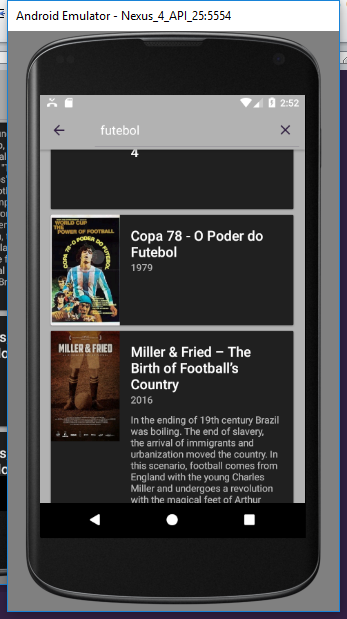 Android Emulator - Nexus_4_API_25:5554
2:52
futebol
4
Copa 78 - O Poder do
Futebol
1979
WORLD CUP
THE POWER OF FOOTBALL
COPA 78 - O PODER DO FUTEBOL
Miller & Fried – The
Birth of Football's
Country
2016
MILLER & FRIED
In the ending of 19th century Brazil
was boiling. The end of slavery,
the arrival of immigrants and
urbanization moved the country. In
this scenario, football comes from
England with the young Charles
Miller and undergoes a revolution
with the magical feet of Arthur